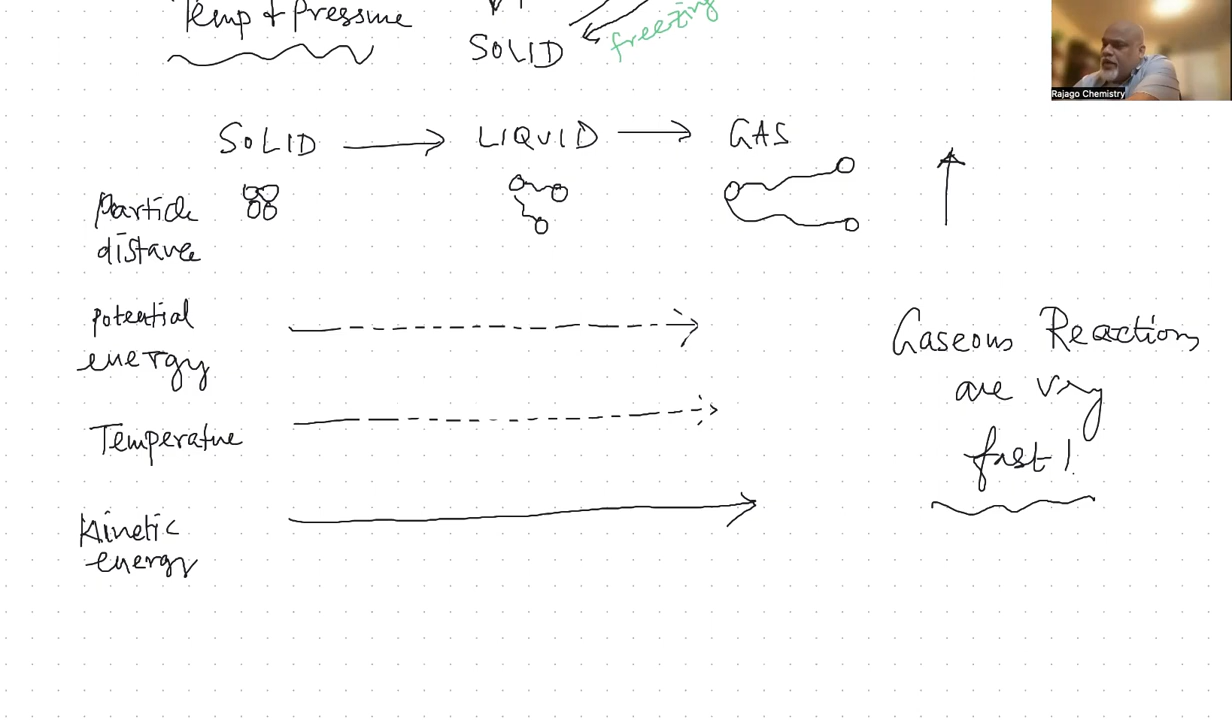 Temp & Pressure
SOLID
freezing
Rajago Chemistry
SOLID
LIQUID
GAS
Particle
distance
potential
energy
Temperature
Kinetic
energy
Gaseous Reactions
are very
fast!